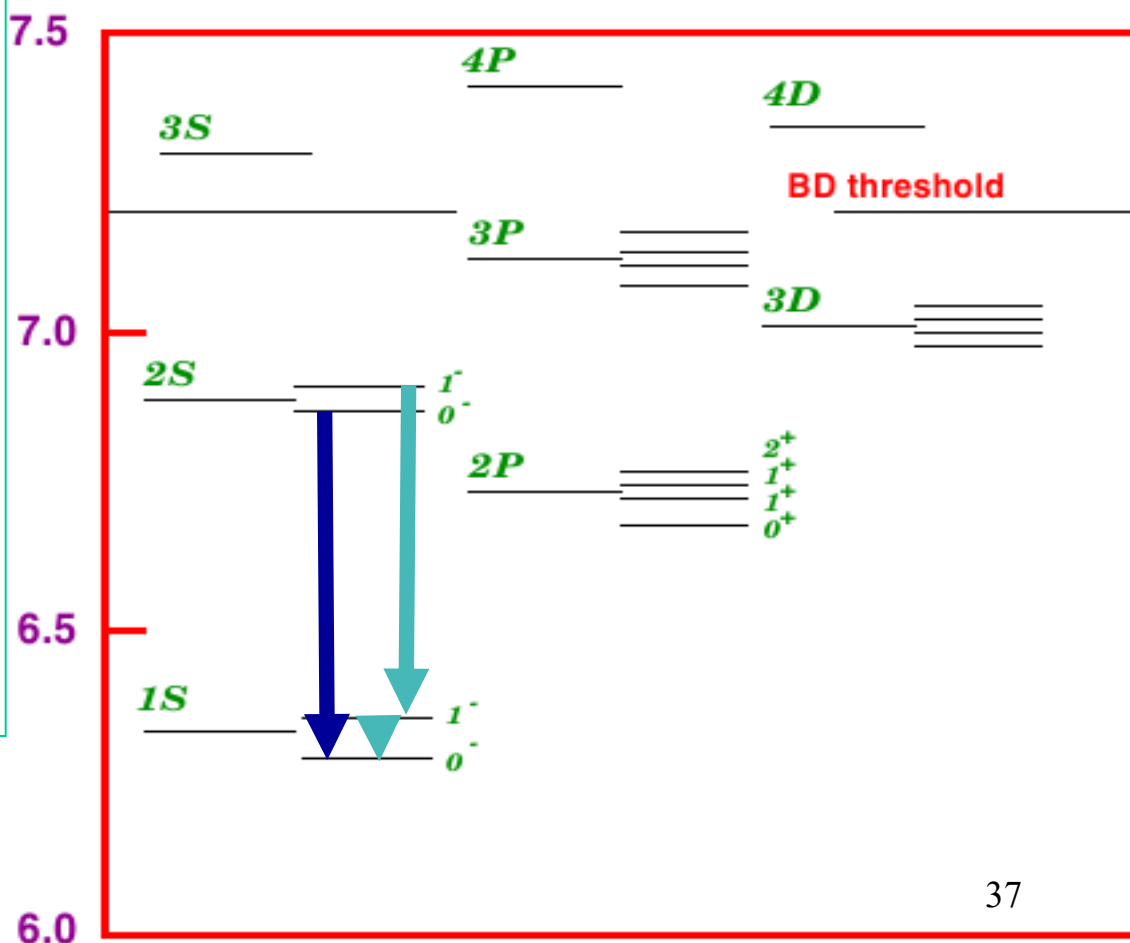 7.5
4P
4D
3S
BD threshold
3P
3D
7.0
2S
1-
0-
2P
2+
1+
1+
0+
6.5
1S
1-
0-
37
6.0